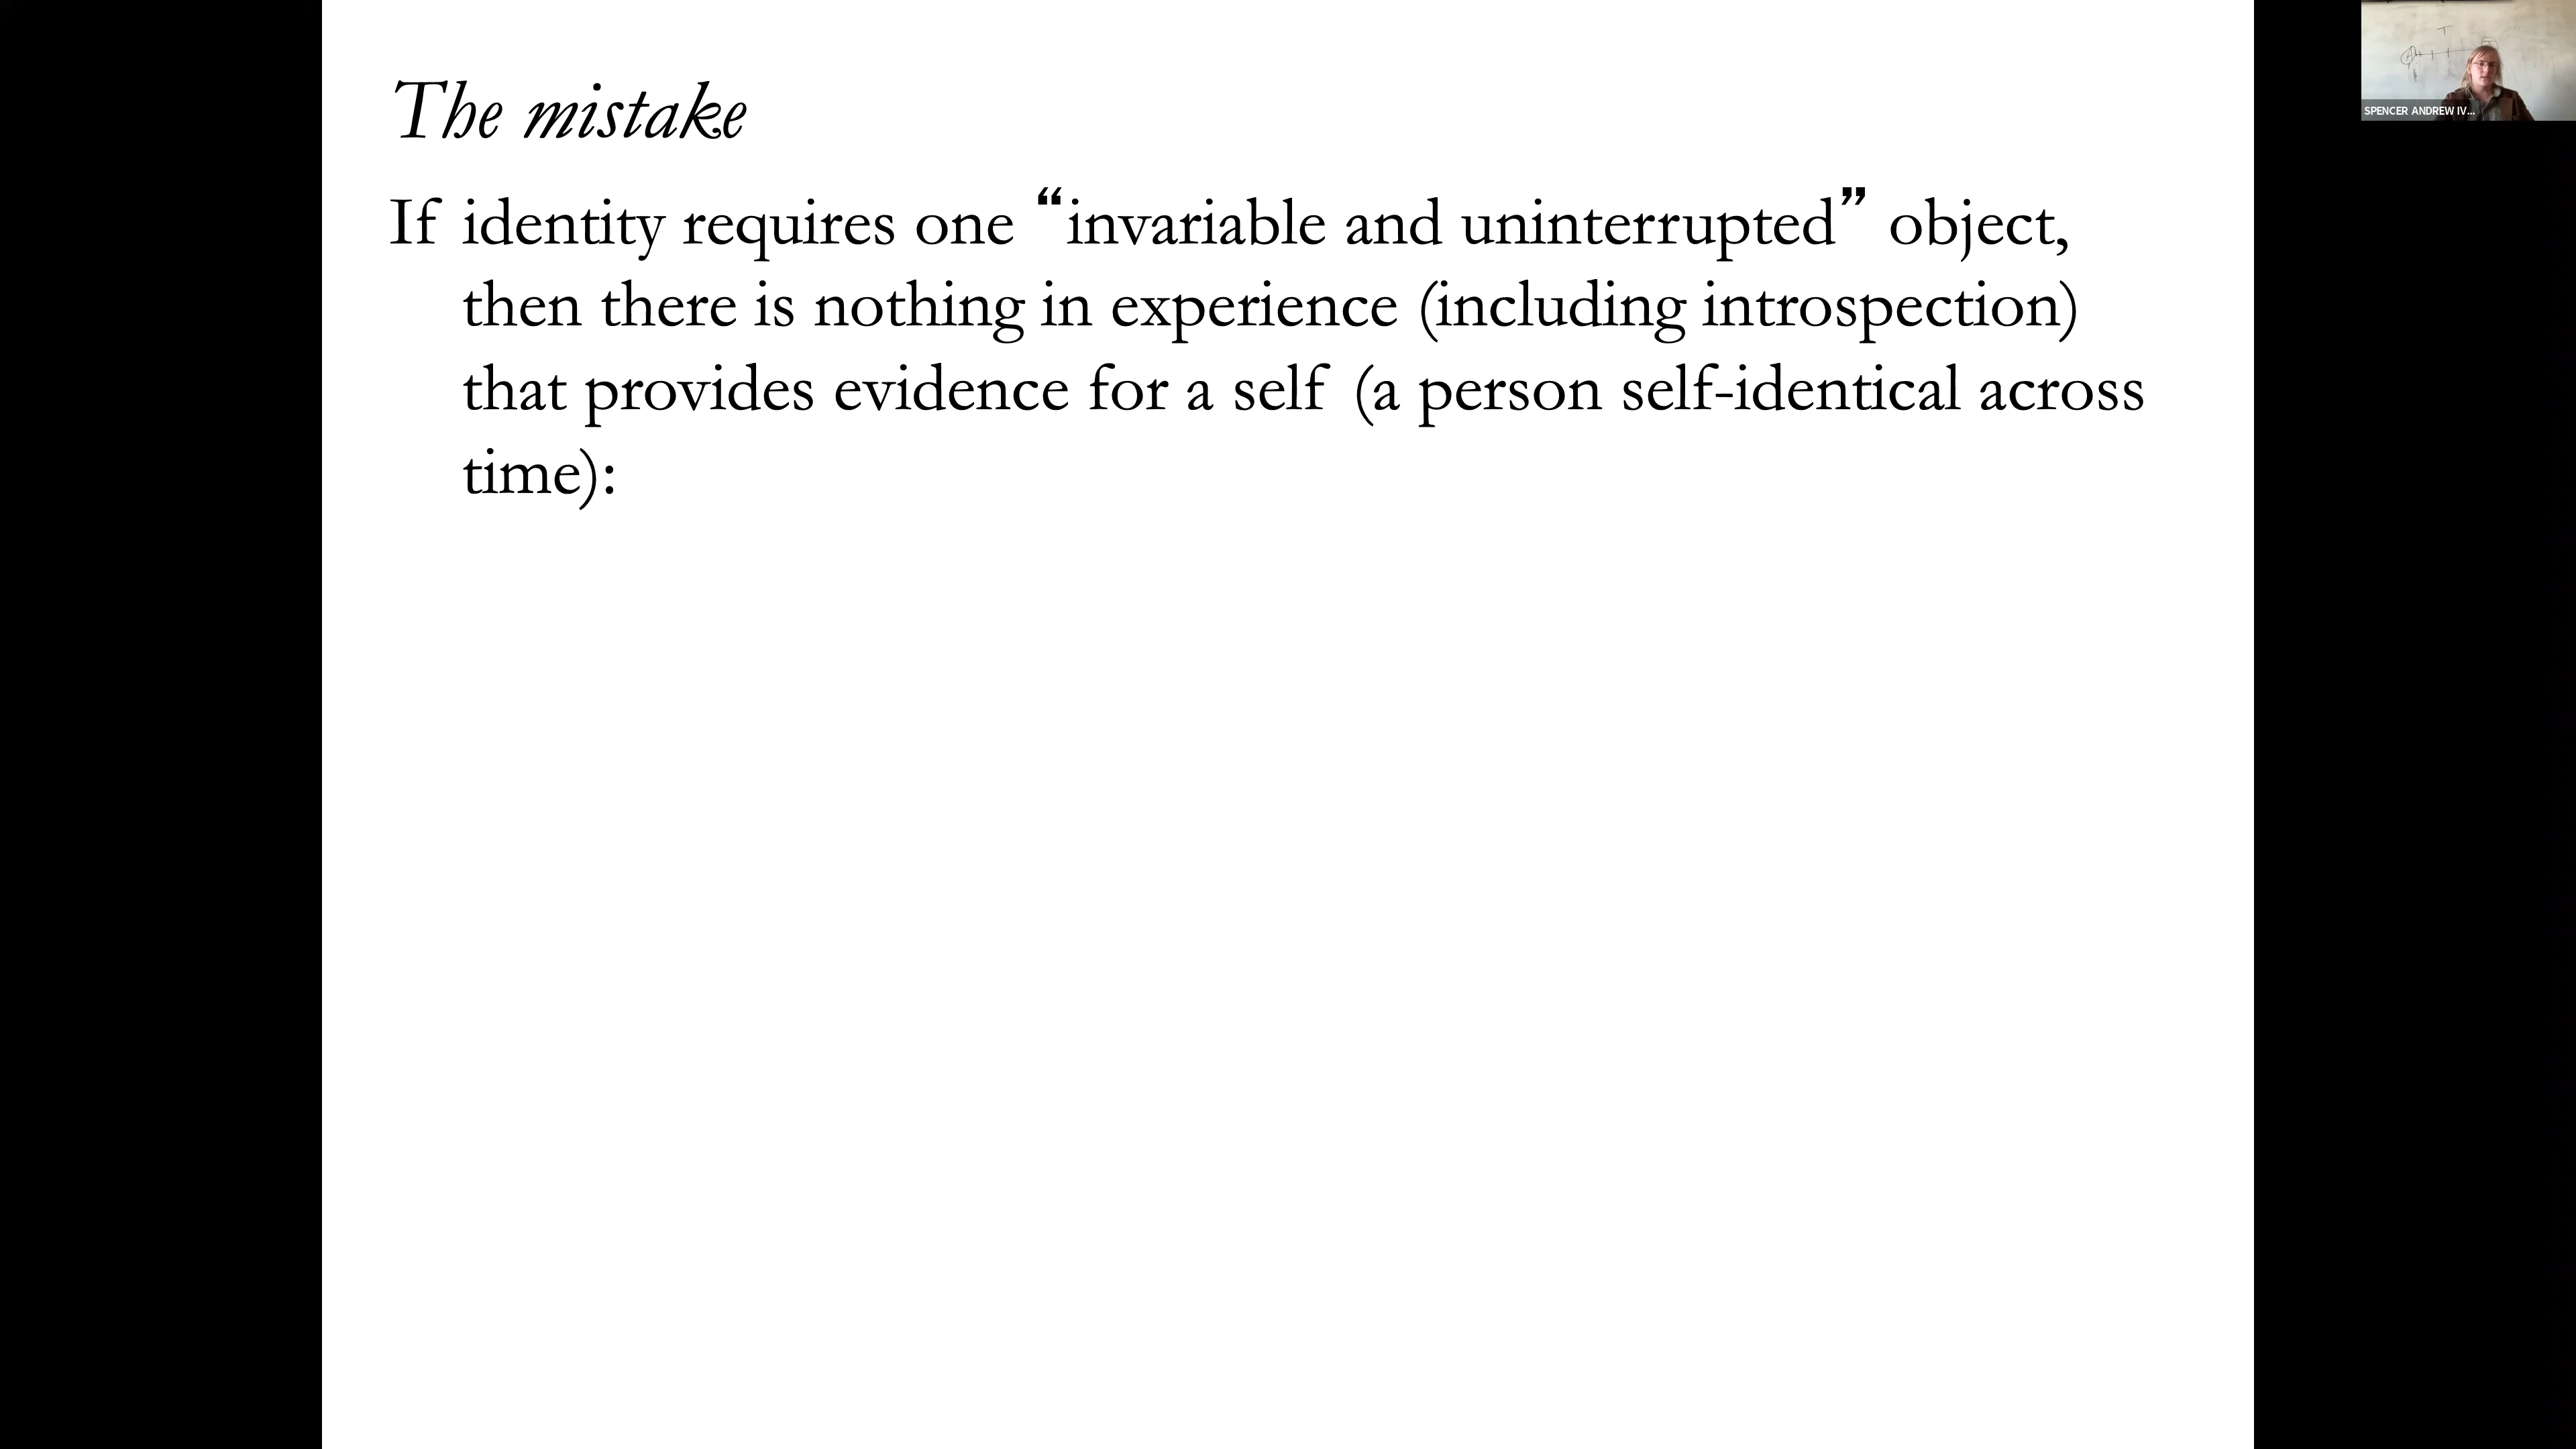 The mistake
SPENCER ANDREW IV...
If identity requires one “invariable and uninterrupted” object,
then there is nothing in experience (including introspection)
that provides evidence for a self (a person self-identical across
time):